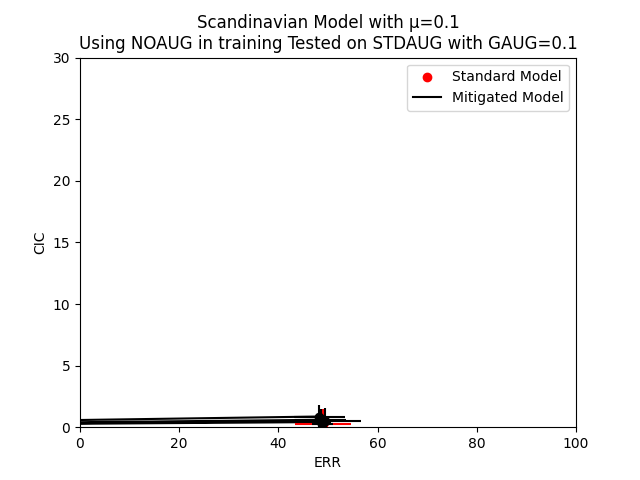 Scandinavian Model with μ=0.1
Using NOAUG in training Tested on STDAUG with GAUG=0.1
Standard Model
Mitigated Model
30
25
20
15
10
5
0
CIC
0 20 40 60 80 100
ERR